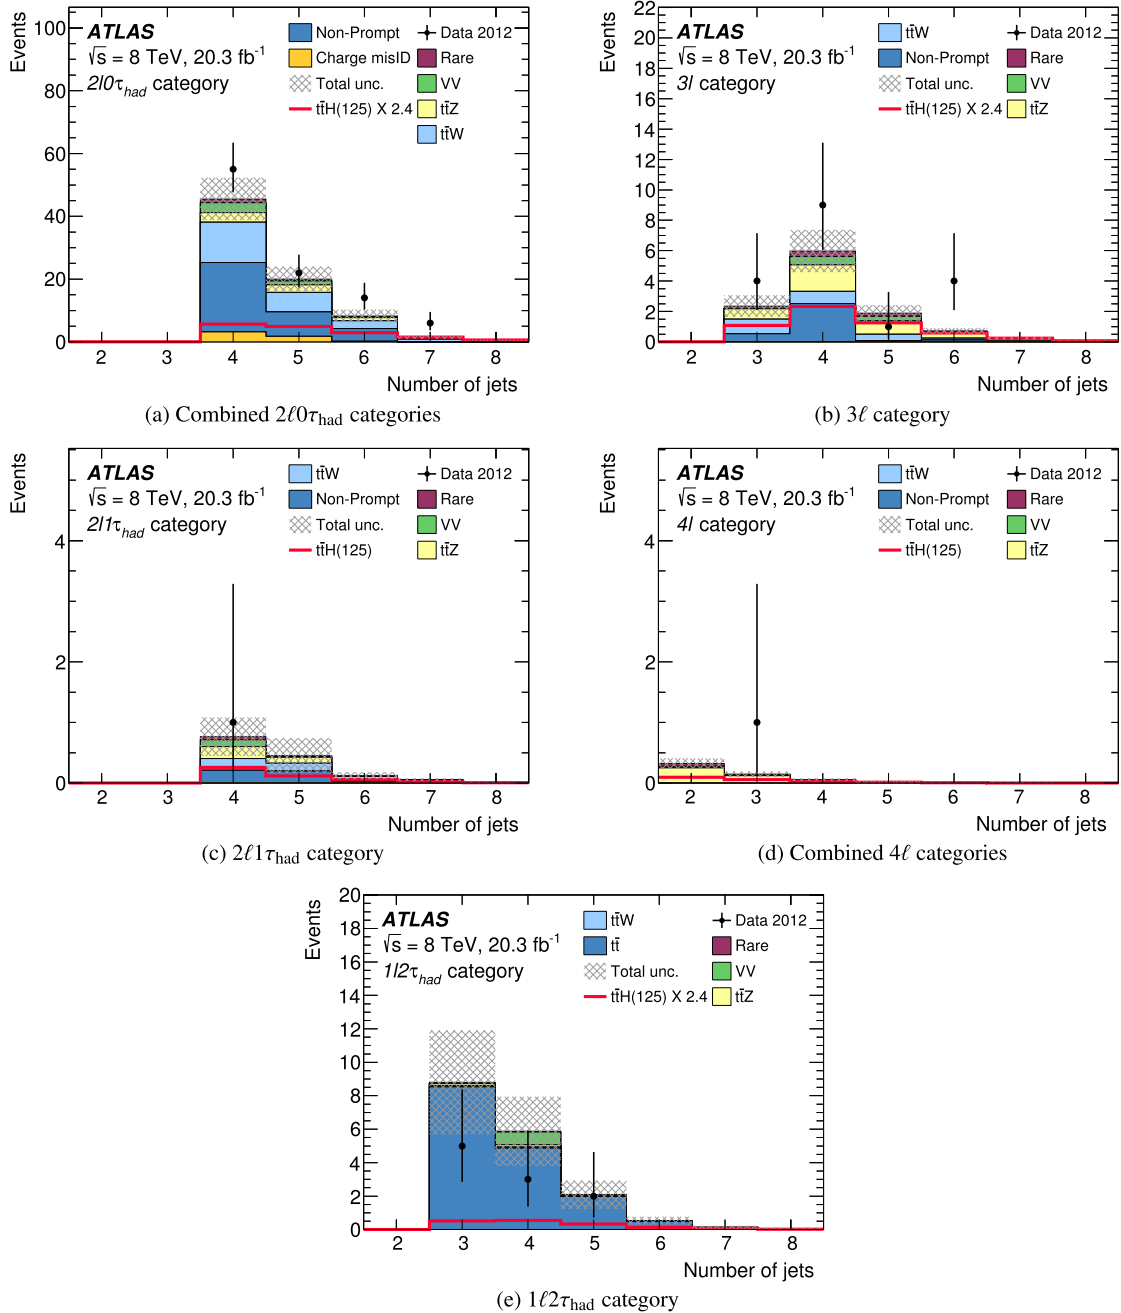 Events
ATLAS
√s = 8 TeV, 20.3 fb⁻¹
2l0τhad category
Non-Prompt
Charge misID
Total unc.
tt̄H(125) X 2.4
Data 2012
Rare
VV
tt̄Z
tt̄W
100
80
60
40
20
0
2 3 4 5 6 7 8
Number of jets
(a) Combined 2ℓ0τhad categories
Events
ATLAS
√s = 8 TeV, 20.3 fb⁻¹
3l category
tt̄W
Non-Prompt
Total unc.
tt̄H(125) X 2.4
Data 2012
Rare
VV
tt̄Z
22
20
18
16
14
12
10
8
6
4
2
0
2 3 4 5 6 7 8
Number of jets
(b) 3ℓ category
Events
ATLAS
√s = 8 TeV, 20.3 fb⁻¹
2l1τhad category
tt̄W
Non-Prompt
Total unc.
tt̄H(125)
Data 2012
Rare
VV
tt̄Z
4
2
0
2 3 4 5 6 7 8
Number of jets
(c) 2ℓ1τhad category
Events
ATLAS
√s = 8 TeV, 20.3 fb⁻¹
4l category
tt̄W
Non-Prompt
Total unc.
tt̄H(125)
Data 2012
Rare
VV
tt̄Z
4
2
0
2 3 4 5 6 7 8
Number of jets
(d) Combined 4ℓ categories
Events
ATLAS
√s = 8 TeV, 20.3 fb⁻¹
1l2τhad category
tt̄W
tt̄
Total unc.
tt̄H(125) X 2.4
Data 2012
Rare
VV
tt̄Z
20
18
16
14
12
10
8
6
4
2
0
2 3 4 5 6 7 8
Number of jets
(e) 1ℓ2τhad category